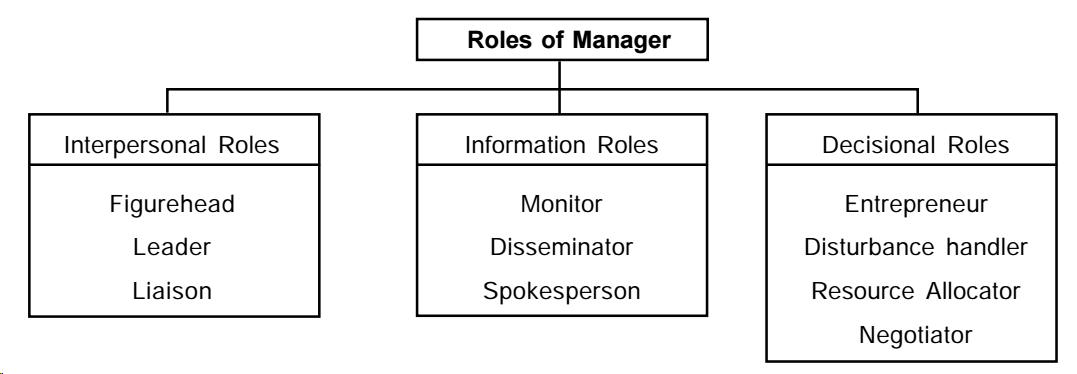 Roles of Manager
Interpersonal Roles
Figurehead
Leader
Liaison
Information Roles
Monitor
Disseminator
Spokesperson
Decisional Roles
Entrepreneur
Disturbance handler
Resource Allocator
Negotiator